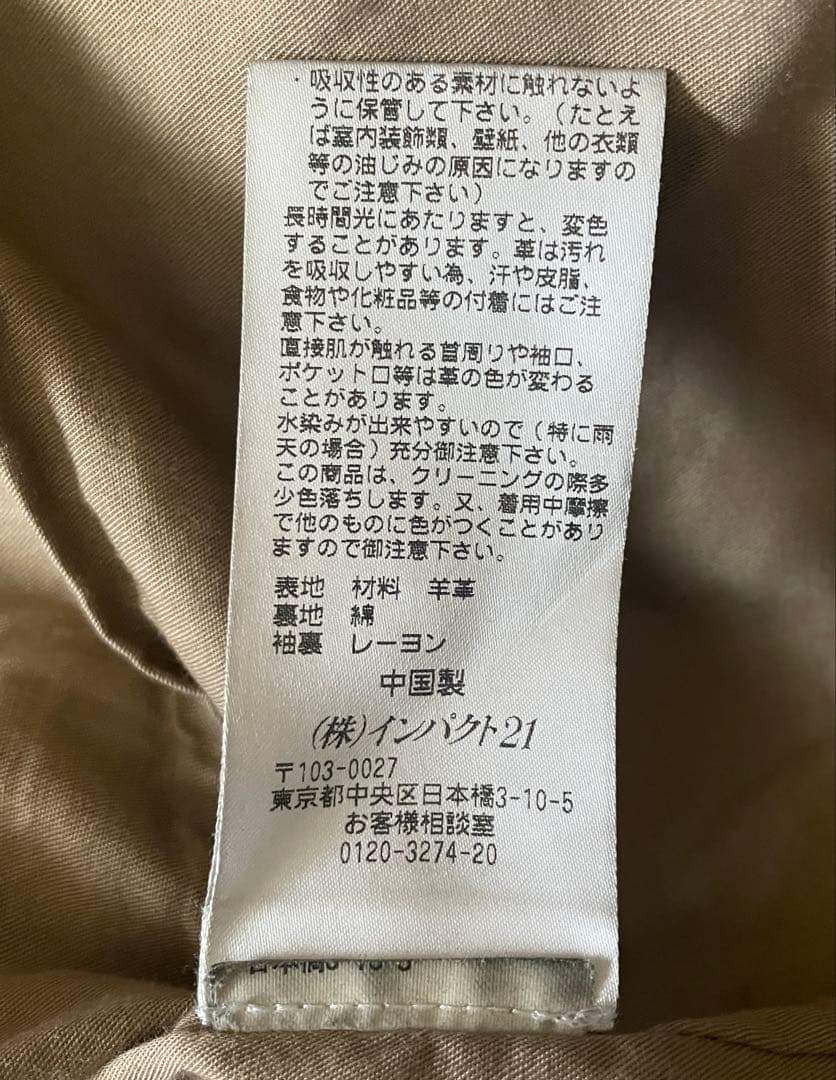 ・吸収性のある素材に触れないよ
うに保管して下さい。（たとえ
ば室内装飾類、壁紙、他の衣類
等の油じみの原因になりますの
でご注意下さい）
長時間光にあたりますと、変色
することがあります。革は汚れ
を吸収しやすい為、汗や皮脂、
食物や化粧品等の付着にはご注
意下さい。
直接肌が触れる首周りや袖口、
ポケット口等は革の色が変わる
ことがあります。
水染みが出来やすいので（特に雨
天の場合）充分御注意下さい。
この商品は、クリーニングの際多
少色落ちします。又、着用中摩擦
で他のものに色がつくことがあり
ますので御注意下さい。
表地 材料 羊革
裏地 綿
袖裏 レーヨン
中国製
(株)インパクト21
〒103-0027
東京都中央区日本橋3-10-5
お客様相談室
0120-3274-20